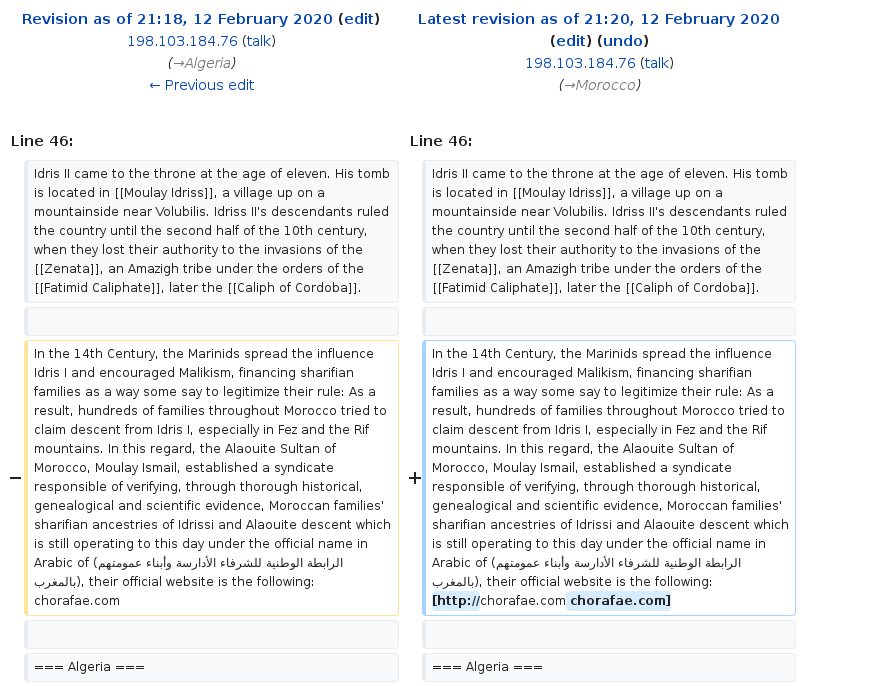 Revision as of 21:18, 12 February 2020 (edit)
198.103.184.76 (talk)
(→Algeria)
← Previous edit
Latest revision as of 21:20, 12 February 2020
(edit) (undo)
198.103.184.76 (talk)
(→Morocco)
Line 46:
Line 46:
Idris II came to the throne at the age of eleven. His tomb
is located in [[Moulay Idriss]], a village up on a
mountainside near Volubilis. Idriss II's descendants ruled
the country until the second half of the 10th century,
when they lost their authority to the invasions of the
[[Zenata]], an Amazigh tribe under the orders of the
[[Fatimid Caliphate]], later the [[Caliph of Cordoba]].
Idris II came to the throne at the age of eleven. His tomb
is located in [[Moulay Idriss]], a village up on a
mountainside near Volubilis. Idriss II's descendants ruled
the country until the second half of the 10th century,
when they lost their authority to the invasions of the
[[Zenata]], an Amazigh tribe under the orders of the
[[Fatimid Caliphate]], later the [[Caliph of Cordoba]].
−
In the 14th Century, the Marinids spread the influence
Idris I and encouraged Malikism, financing sharifian
families as a way some say to legitimize their rule: As a
result, hundreds of families throughout Morocco tried to
claim descent from Idris I, especially in Fez and the Rif
mountains. In this regard, the Alaouite Sultan of
Morocco, Moulay Ismail, established a syndicate
responsible of verifying, through thorough historical,
genealogical and scientific evidence, Moroccan families'
sharifian ancestries of Idrissi and Alaouite descent which
is still operating to this day under the official name in
Arabic of (الرابطة الوطنية للشرفاء الأدارسة وأبناء عمومتهم
بالمغرب), their official website is the following:
chorafae.com
+
In the 14th Century, the Marinids spread the influence
Idris I and encouraged Malikism, financing sharifian
families as a way some say to legitimize their rule: As a
result, hundreds of families throughout Morocco tried to
claim descent from Idris I, especially in Fez and the Rif
mountains. In this regard, the Alaouite Sultan of
Morocco, Moulay Ismail, established a syndicate
responsible of verifying, through thorough historical,
genealogical and scientific evidence, Moroccan families'
sharifian ancestries of Idrissi and Alaouite descent which
is still operating to this day under the official name in
Arabic of (الرابطة الوطنية للشرفاء الأدارسة وأبناء عمومتهم
بالمغرب), their official website is the following:
[http://chorafae.com chorafae.com]
=== Algeria ===
=== Algeria ===